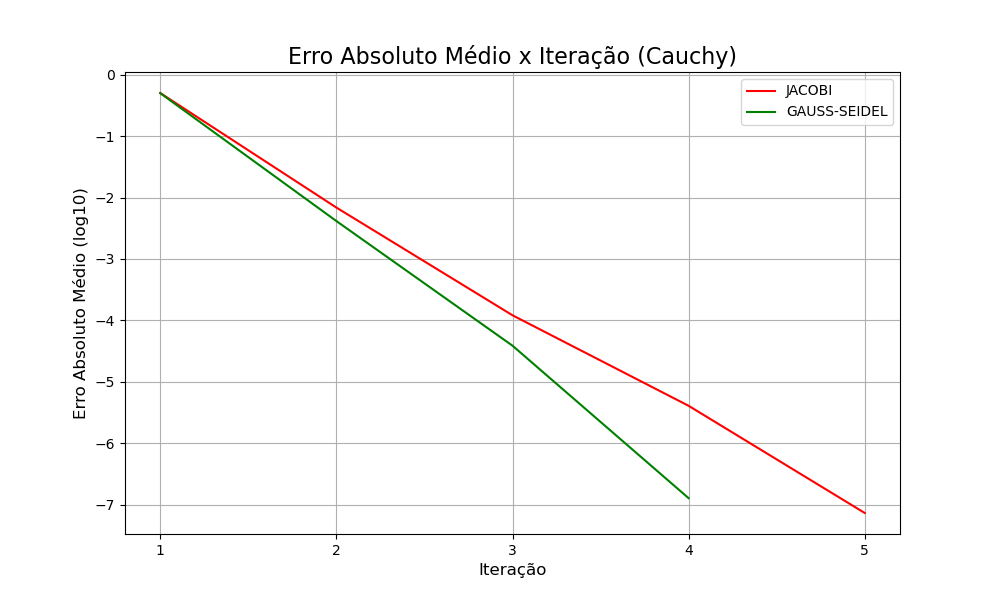 Erro Absoluto Médio x Iteração (Cauchy)
JACOBI
GAUSS-SEIDEL
Erro Absoluto Médio (log10)
0
−1
−2
−3
−4
−5
−6
−7
1 2 3 4 5
Iteração